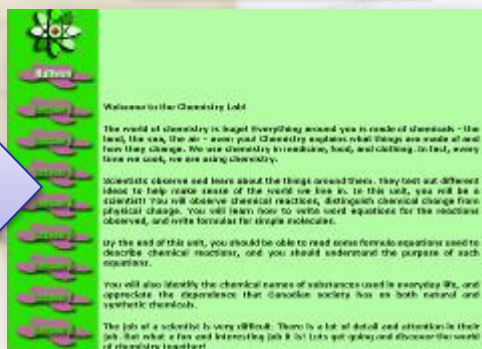 Button
Welcome to the Chemistry Lab!
The world of chemistry is huge! Everything around you is made of chemicals - the
land, the sea, the air - even you! Chemistry explains what things are made of and
how they change. We use chemistry in medicine, food, and clothing. In fact, every
time we cook, we are using chemistry.
Scientists observe and learn about the things around them. They test out different
ideas to help make sense of the world we live in. In this unit, you will be a
scientist! You will observe chemical reactions, distinguish chemical change from
physical change. You will learn how to write word equations for the reactions
observed, and write formulas for simple molecules.
By the end of this unit, you should be able to read some formula equations used to
describe chemical reactions, and you should understand the purpose of such
equations.
You will also identify the chemical names of substances used in everyday life, and
appreciate the dependence that Canadian society has on both natural and
synthetic chemicals.
The job of a scientist is very difficult. There is a lot of detail and attention in their
job. But what a fun and interesting job it is! Lets get going and discover the world
of chemistry together!